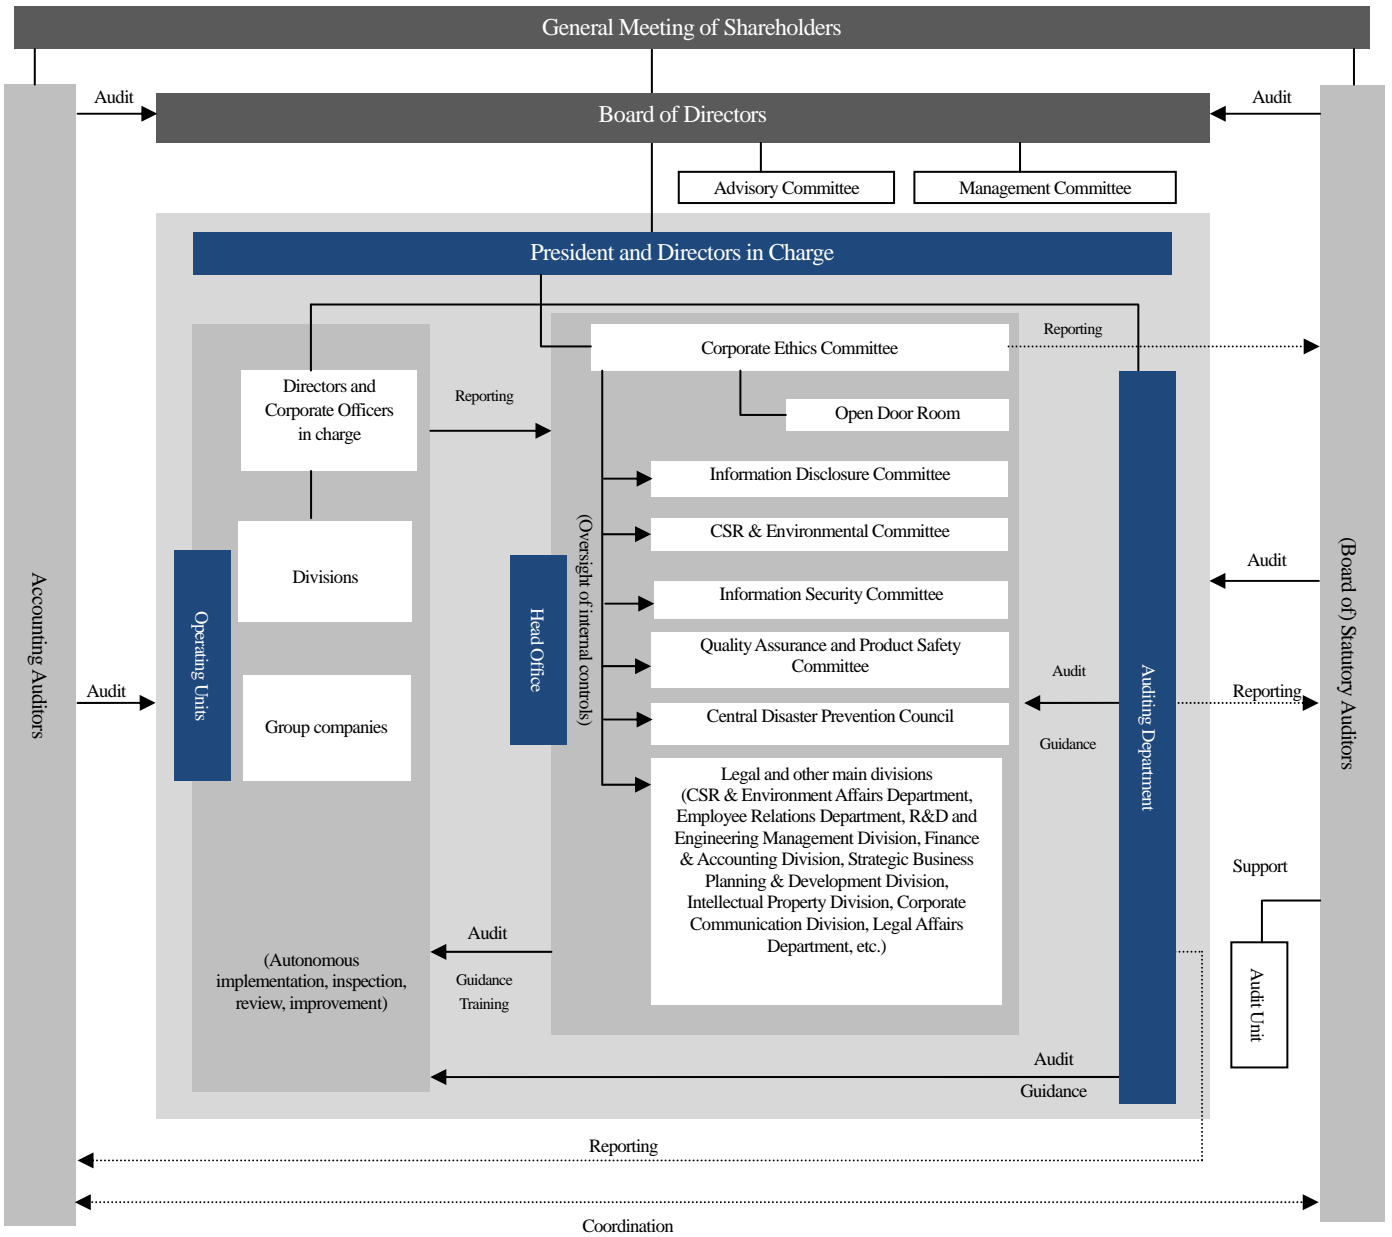 General Meeting of Shareholders
Audit
Board of Directors
Audit
Advisory Committee
Management Committee
President and Directors in Charge
Corporate Ethics Committee
Reporting
Directors and
Corporate Officers
in charge
Reporting
Open Door Room
Information Disclosure Committee
CSR & Environmental Committee
Divisions
Audit
Information Security Committee
Quality Assurance and Product Safety
Committee
Central Disaster Prevention Council
Accounting Auditors
Operating Units
Head Office
(Oversight of internal controls)
Auditing Department
(Board of) Statutory Auditors
Audit
Audit
Guidance
Reporting
Group companies
Legal and other main divisions
(CSR & Environment Affairs Department,
Employee Relations Department, R&D and
Engineering Management Division, Finance
& Accounting Division, Strategic Business
Planning & Development Division,
Intellectual Property Division, Corporate
Communication Division, Legal Affairs
Department, etc.)
Support
Audit Unit
Audit
Guidance
Training
(Autonomous
implementation, inspection,
review, improvement)
Audit
Guidance
Reporting
Coordination